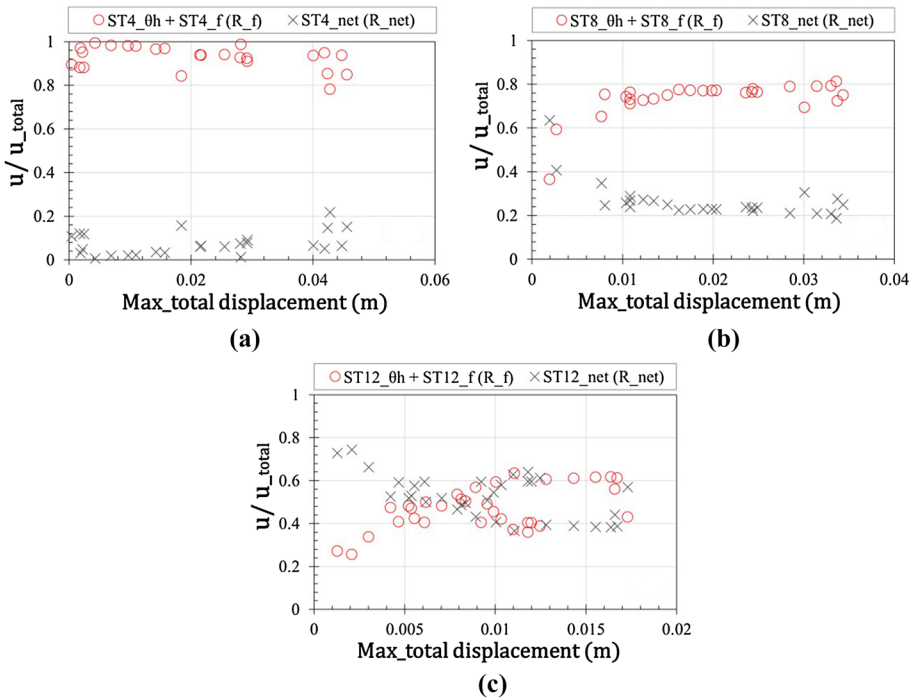 ST4_θh + ST4_f (R_f) ST4_net (R_net)
1
0.8
0.6
0.4
0.2
0
u/ u_total
0 0.02 0.04 0.06
Max_total displacement (m)
(a)
ST8_θh + ST8_f (R_f) ST8_net (R_net)
1
0.8
0.6
0.4
0.2
0
u/ u_total
0 0.01 0.02 0.03 0.04
Max_total displacement (m)
(b)
ST12_θh + ST12_f (R_f) ST12_net (R_net)
1
0.8
0.6
0.4
0.2
0
u/ u_total
0 0.005 0.01 0.015 0.02
Max_total displacement (m)
(c)